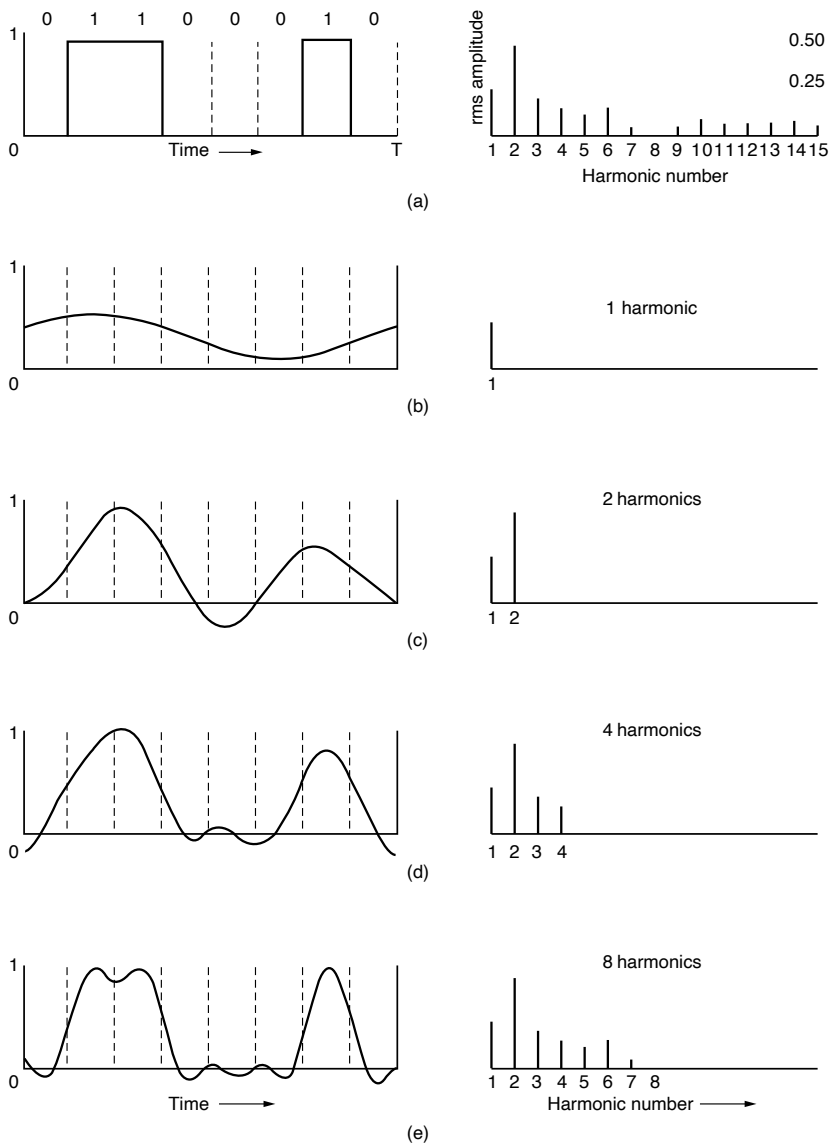 0 1 1 0 0 0 1 0
1
0
Time
T
rms amplitude
0.50
0.25
1 2 3 4 5 6 7 8 9 10 11 12 13 14 15
Harmonic number
(a)
1
0
1 harmonic
1
(b)
1
0
2 harmonics
1 2
(c)
1
0
4 harmonics
1 2 3 4
(d)
1
0
Time
8 harmonics
1 2 3 4 5 6 7 8
Harmonic number
(e)